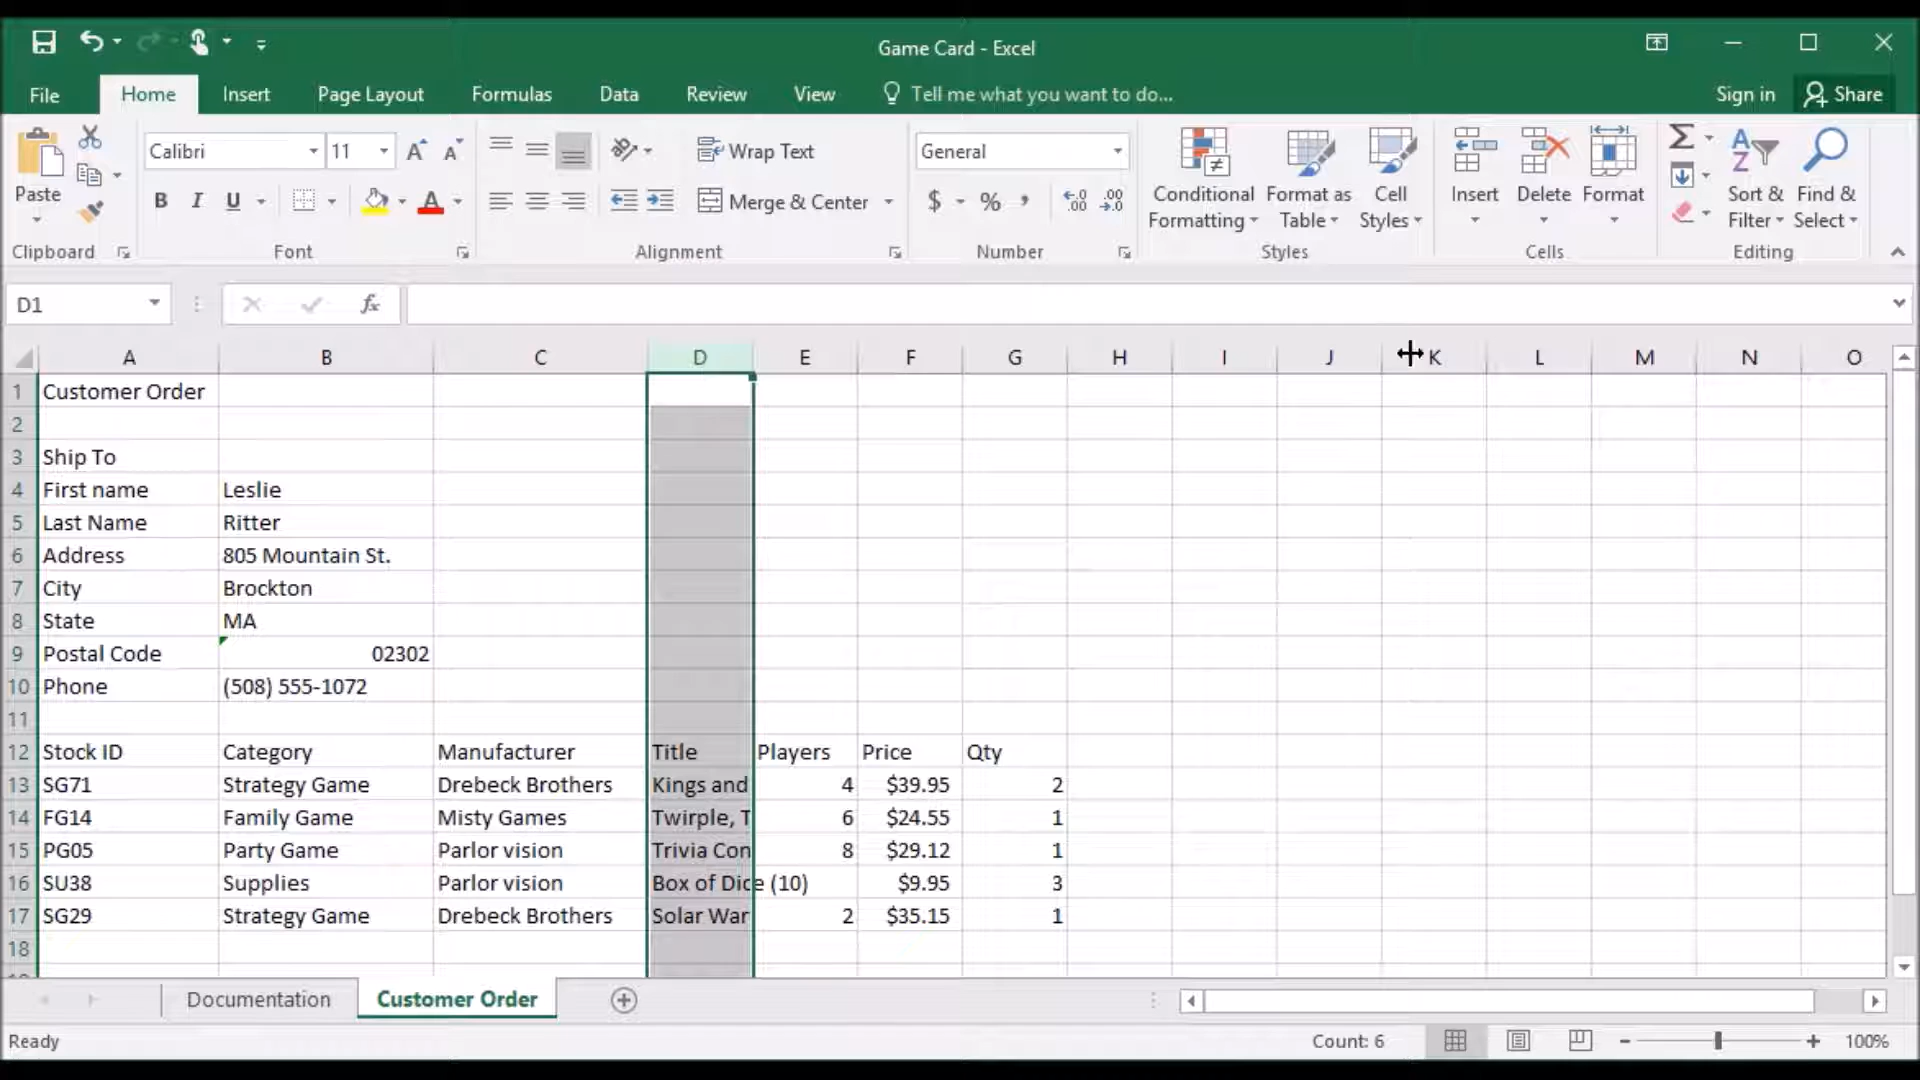 Game Card - Excel
File Home Insert Page Layout Formulas Data Review View Tell me what you want to do... Sign in Share
Calibri 11 Wrap Text General
Paste B I U Merge & Center $ % , Conditional Formatting Format as Table Cell Styles Insert Delete Format Sort & Filter Find & Select
Clipboard Font Alignment Number Styles Cells Editing
D1 fx
A B C D E F G H I J K L M N O
1 Customer Order
2
3 Ship To
4 First name Leslie
5 Last Name Ritter
6 Address 805 Mountain St.
7 City Brockton
8 State MA
9 Postal Code 02302
10 Phone (508) 555-1072
11
12 Stock ID Category Manufacturer Title Players Price Qty
13 SG71 Strategy Game Drebeck Brothers Kings and 4 $39.95 2
14 FG14 Family Game Misty Games Twirple, T 6 $24.55 1
15 PG05 Party Game Parlor vision Trivia Con 8 $29.12 1
16 SU38 Supplies Parlor vision Box of Dice (10) $9.95 3
17 SG29 Strategy Game Drebeck Brothers Solar War 2 $35.15 1
18
Documentation Customer Order
Ready Count: 6 100%